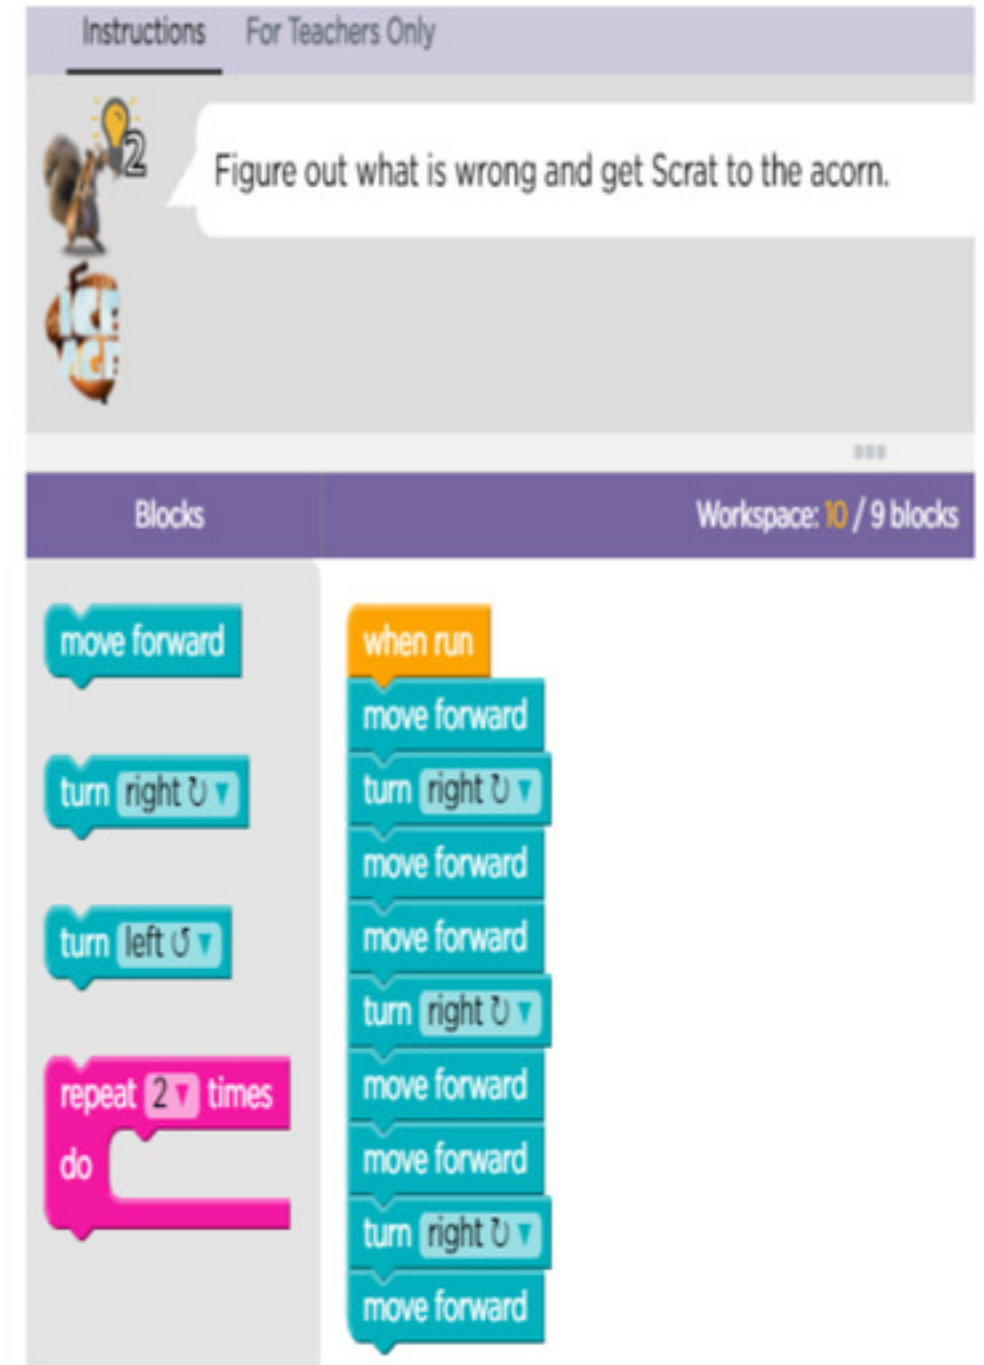 Instructions For Teachers Only
2
Figure out what is wrong and get Scrat to the acorn.
ICE
AGE
Blocks
Workspace: 10 / 9 blocks
move forward
turn right ↻ ▼
turn left ↺ ▼
repeat 2 ▼ times
do
when run
move forward
turn right ↻ ▼
move forward
move forward
turn right ↻ ▼
move forward
move forward
turn right ↻ ▼
move forward